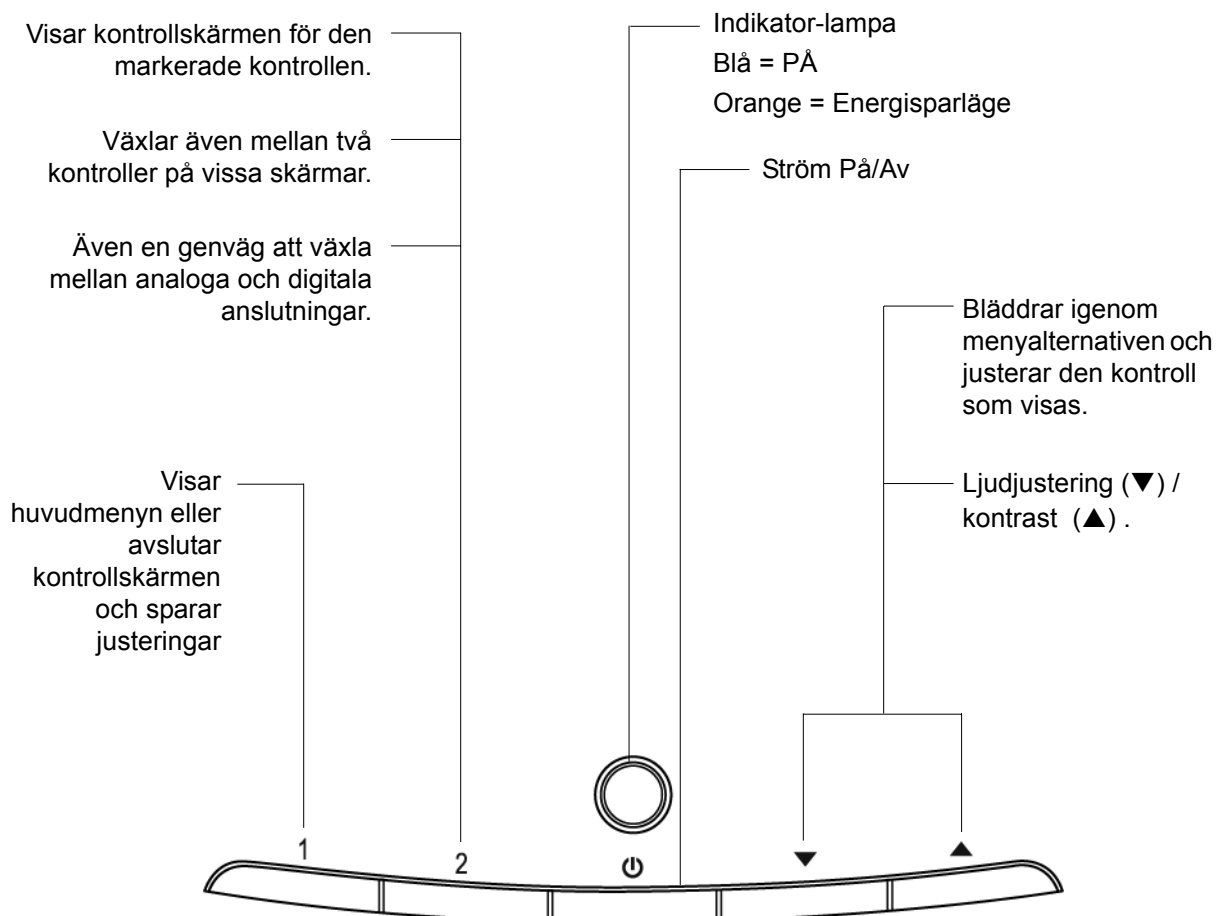 Visar kontrollskärmen för den
markerade kontrollen.
Växlar även mellan två
kontroller på vissa skärmar.
Även en genväg att växla
mellan analoga och digitala
anslutningar.
Visar
huvudmenyn eller
avslutar
kontrollskärmen
och sparar
justeringar
Indikator-lampa
Blå = PÅ
Orange = Energisparläge
Ström På/Av
Bläddrar igenom
menyalternativen och
justerar den kontroll
som visas.
Ljudjustering (▼) /
kontrast (▲) .
1
2
▼
▲